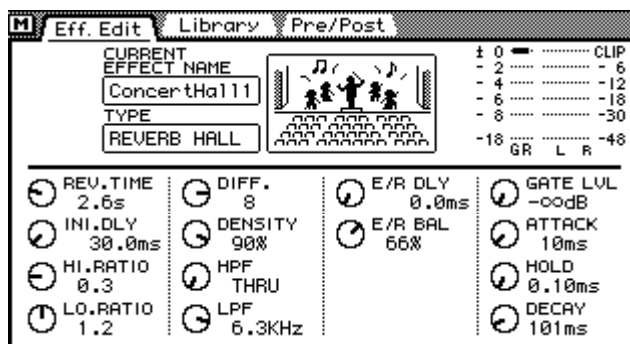 M Eff. Edit Library Pre/Post
CURRENT
EFFECT NAME
ConcertHall1
TYPE
REVERB HALL
± 0 CLIP
- 2 - 6
- 4 -12
- 6 -18
- 8 -30
-18 -48
GR L R
REV.TIME
2.6s
INI.DLY
30.0ms
HI.RATIO
0.3
LO.RATIO
1.2
DIFF.
8
DENSITY
90%
HPF
THRU
LPF
6.3KHz
E/R DLY
0.0ms
E/R BAL
66%
GATE LVL
-∞dB
ATTACK
10ms
HOLD
0.10ms
DECAY
101ms